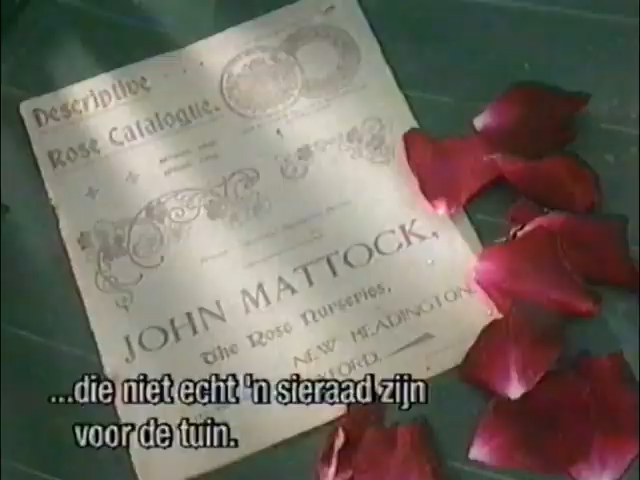 Descriptive
Rose Catalogue.
JOHN MATTOCK,
The Rose Nurseries,
NEW HEADINGTON
OXFORD.
...die niet echt 'n sieraad zijn
voor de tuin.